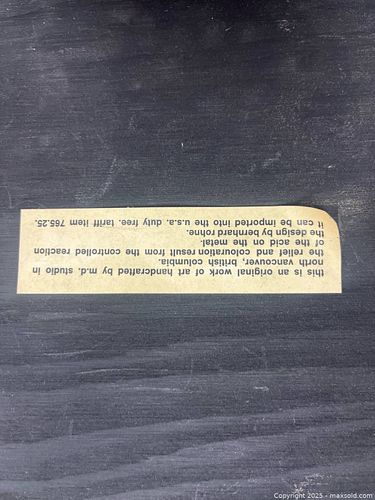 this is an original work of art handcrafted by m.d. studio in
north vancouver, british columbia.
the relief and colouration result from the controlled reaction
of the acid on the metal.
the design by bernhard rohne.
it can be imported into the u.s.a. duty free. tariff item 765.25.
Copyright 2025 - maxsold.com